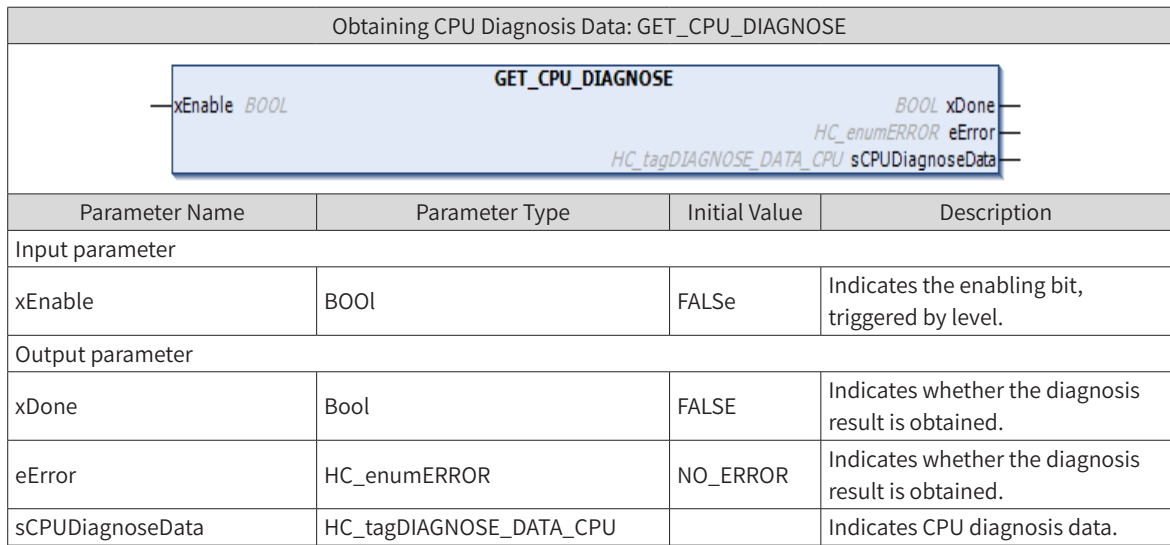 Obtaining CPU Diagnosis Data: GET_CPU_DIAGNOSE
GET_CPU_DIAGNOSE
xEnable BOOL
BOOL xDone
HC_enumERROR eError
HC_tagDIAGNOSE_DATA_CPU sCPUDiagnoseData
Parameter Name Parameter Type Initial Value Description
Input parameter
xEnable BOOl FALSe Indicates the enabling bit,
triggered by level.
Output parameter
xDone Bool FALSE Indicates whether the diagnosis
result is obtained.
eError HC_enumERROR NO_ERROR Indicates whether the diagnosis
result is obtained.
sCPUDiagnoseData HC_tagDIAGNOSE_DATA_CPU Indicates CPU diagnosis data.